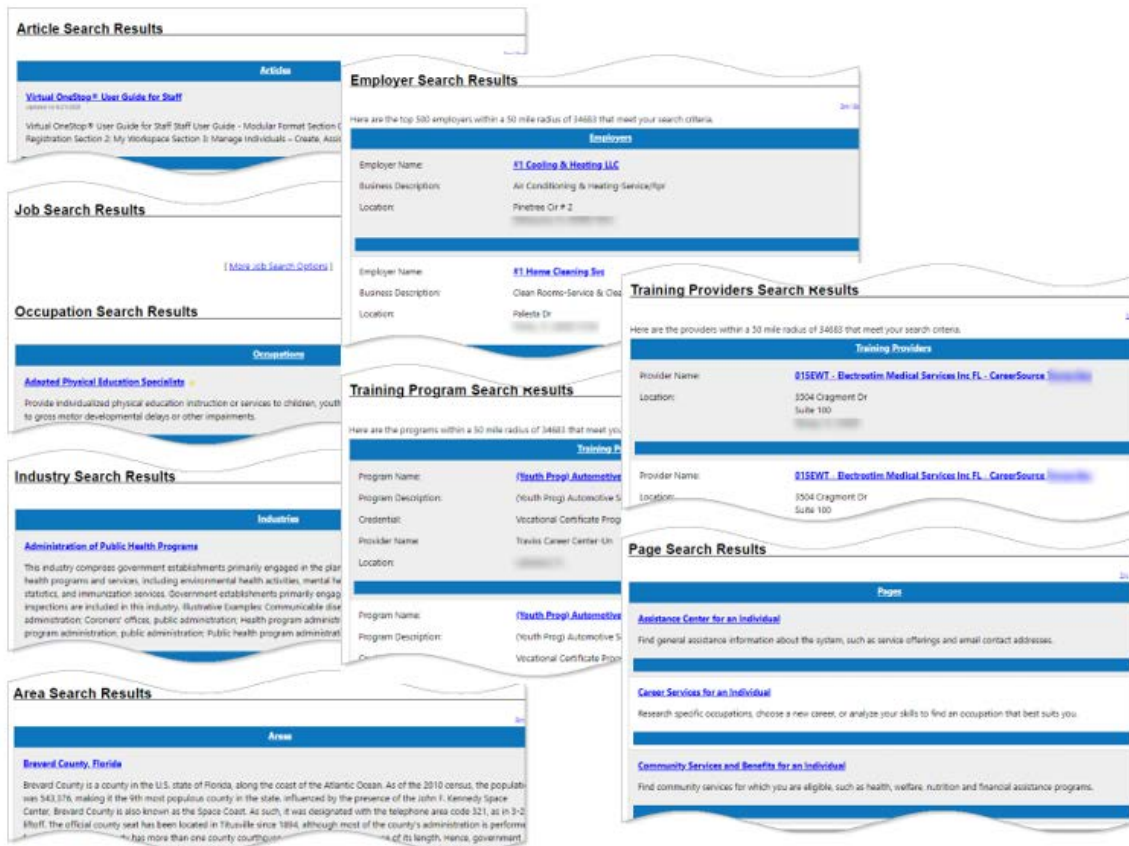 Article Search Results
Articles
Virtual OneStop® User Guide for Staff
Virtual OneStop® User Guide for Staff Staff User Guide - Modular Format Section
Registration Section 2: My Workspace Section 3: Manage Individuals – Create, Assi
Job Search Results
[ More Job Search Options ]
Occupation Search Results
Occupations
Adapted Physical Education Specialists
Provide individualized physical education instruction or services to children, youth
to gross motor developmental delays or other impairments.
Industry Search Results
Industries
Administration of Public Health Programs
This industry comprises government establishments primarily engaged in the plan
health programs and services, including environmental health activities, mental he
statistics, and immunization services. Government establishments primarily engag
inspections are included in this industry. Illustrative Examples: Communicable dise
administration; Coroners' offices, public administration; Health program administr
program administration, public administration; Public health program administrat
Area Search Results
Areas
Brevard County, Florida
Brevard County is a county in the U.S. state of Florida, along the coast of the Atlantic Ocean. As of the 2010 census, the populatio
was 543,376, making it the 9th most populous county in the state. Influenced by the presence of the John F. Kennedy Space
Center, Brevard County is also known as the Space Coast. As such, it was designated with the telephone area code 321, as in 3-2
liftoff. The official county seat has been located in Titusville since 1894, although most of the county's administration is performe
has more than one county courthous of its length. Hence, government
Employer Search Results
Here are the top 500 employers within a 50 mile radius of 34683 that meet your search criteria.
Employers
Employer Name: #1 Cooling & Heating LLC
Business Description: Air Conditioning & Heating-Service/Rpr
Location: Pinetree Cir # 2
Employer Name: #1 Home Cleaning Svc
Business Description: Clean Rooms-Service & Clea
Location: Palesta Dr
Training Program Search Results
Here are the programs within a 50 mile radius of 34683 that meet you
Training P
Program Name: (Youth Prog) Automotive
Program Description: (Youth Prog) Automotive S
Credential: Vocational Certificate Prog
Provider Name Traviss Career Center-Un
Location:
Program Name: (Youth Prog) Automotive
Program Description: (Youth Prog) Automotive S
Vocational Certificate Prog
Training Providers Search Results
Here are the providers within a 50 mile radius of 34683 that meet your search criteria.
Training Providers
Provider Name: 015EWT - Electrostim Medical Services Inc FL - CareerSource
Location: 3504 Cragmont Dr
Suite 100
Provider Name: 015EWT - Electrostim Medical Services Inc FL - CareerSource
Location: 3504 Cragmont Dr
Suite 100
Page Search Results
Pages
Assistance Center for an Individual
Find general assistance information about the system, such as service offerings and email contact addresses.
Career Services for an Individual
Research specific occupations, choose a new career, or analyze your skills to find an occupation that best suits you.
Community Services and Benefits for an Individual
Find community services for which you are eligible, such as health, welfare, nutrition and financial assistance programs.